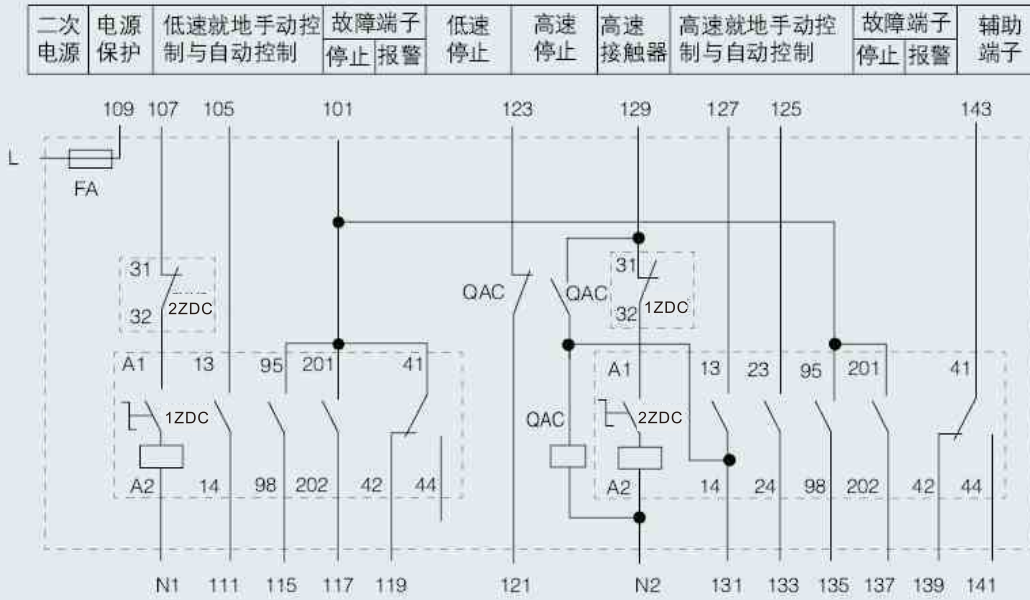 二次 电源 低速就地手动控 故障端子 低速 高速 高速 高速就地手动控 故障端子 辅助
电源 保护 制与自动控制 停止 报警 停止 停止 接触器 制与自动控制 停止 报警 端子
109 107 105 101 123 129 127 125 143
L
FA
31 31
QAC QAC
2ZDC 1ZDC
32 32
A1 13 95 201 41 A1 13 23 95 201 41
1ZDC QAC 2ZDC
A2 14 98 202 42 44 A2 14 24 98 202 42 44
N1 111 115 117 119 121 N2 131 133 135 137 139 141